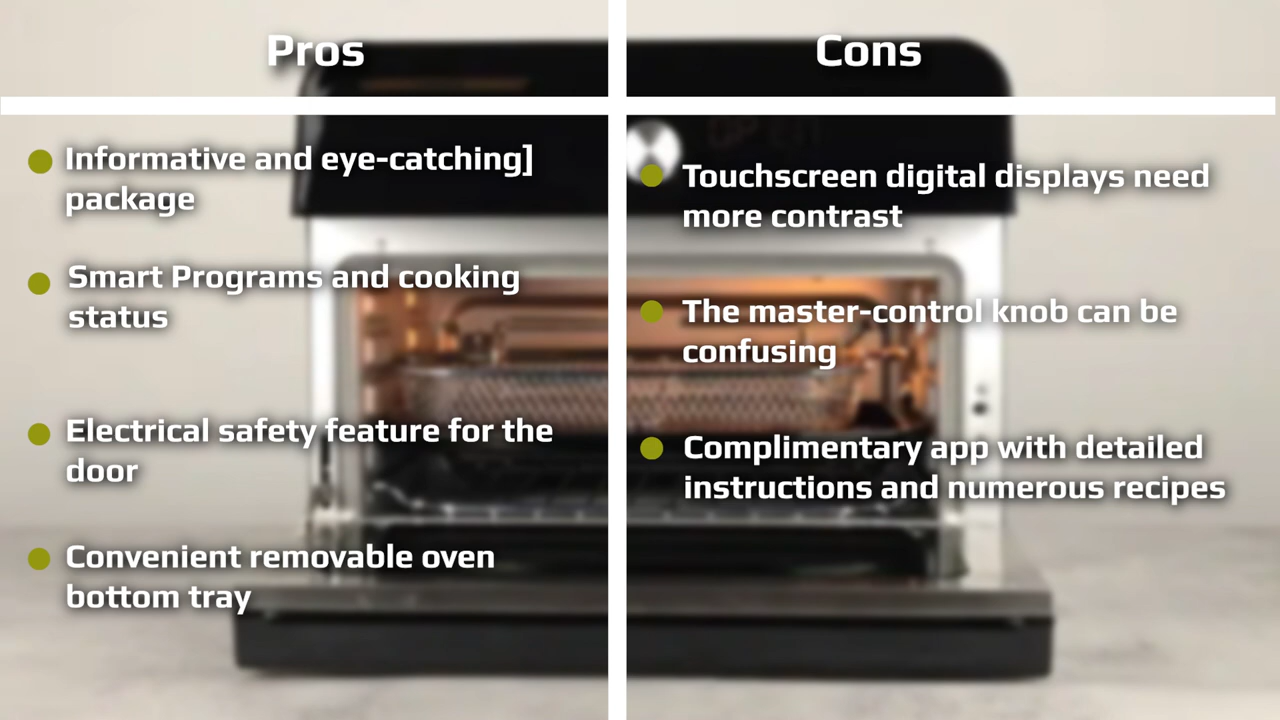 Pros
Informative and eye-catching]
package
Smart Programs and cooking
status
Electrical safety feature for the
door
Convenient removable oven
bottom tray
Cons
Touchscreen digital displays need
more contrast
The master-control knob can be
confusing
Complimentary app with detailed
instructions and numerous recipes